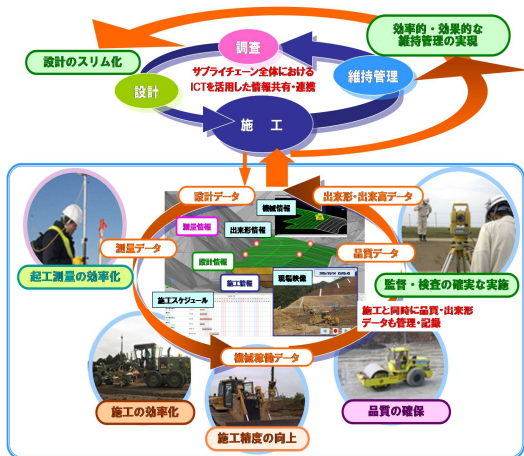 調査
効率的・効果的な
維持管理の実現
設計のスリム化
サプライチェーン全体における
ICTを活用した情報共有・連携
維持管理
設計
施 工
設計データ
機械情報
出来形・出来高データ
測量情報
出来形情報
測量データ
品質データ
設計情報
起工測量の効率化
監督・検査の確実な実施
施工情報
現場映像
施工スケジュール
施工と同時に品質・出来形
データも管理・記録
機械稼働データ
施工の効率化
品質の確保
施工精度の向上